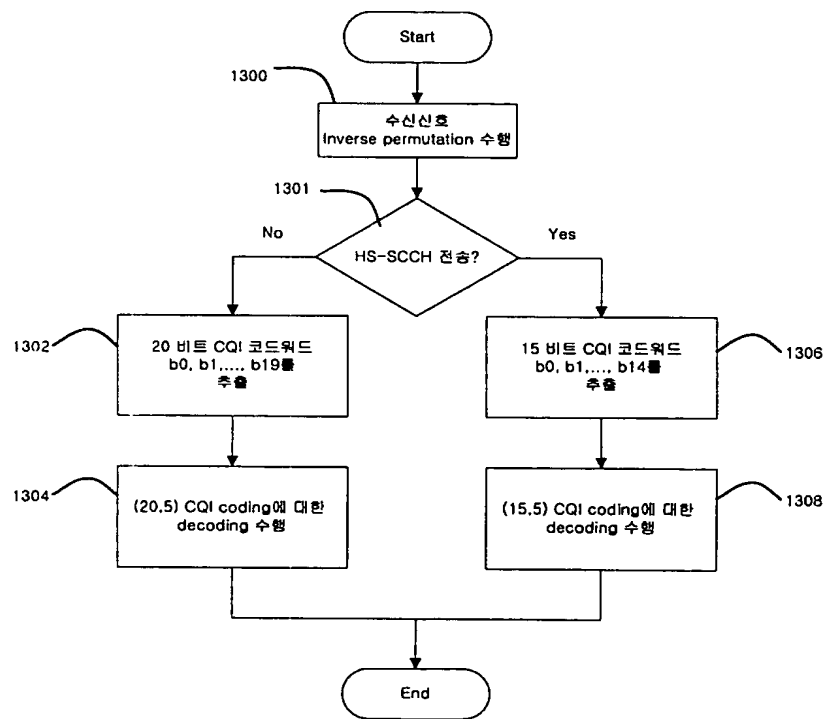 Start
1300
수신신호
Inverse permutation 수행
1301
No
Yes
HS-SCCH 전송?
1302
20 비트 CQI 코드워드
b0, b1,...., b19를
추출
15 비트 CQI 코드워드
b0, b1,...., b14를
추출
1306
1304
(20,5) CQI coding에 대한
decoding 수행
(15,5) CQI coding에 대한
decoding 수행
1308
End